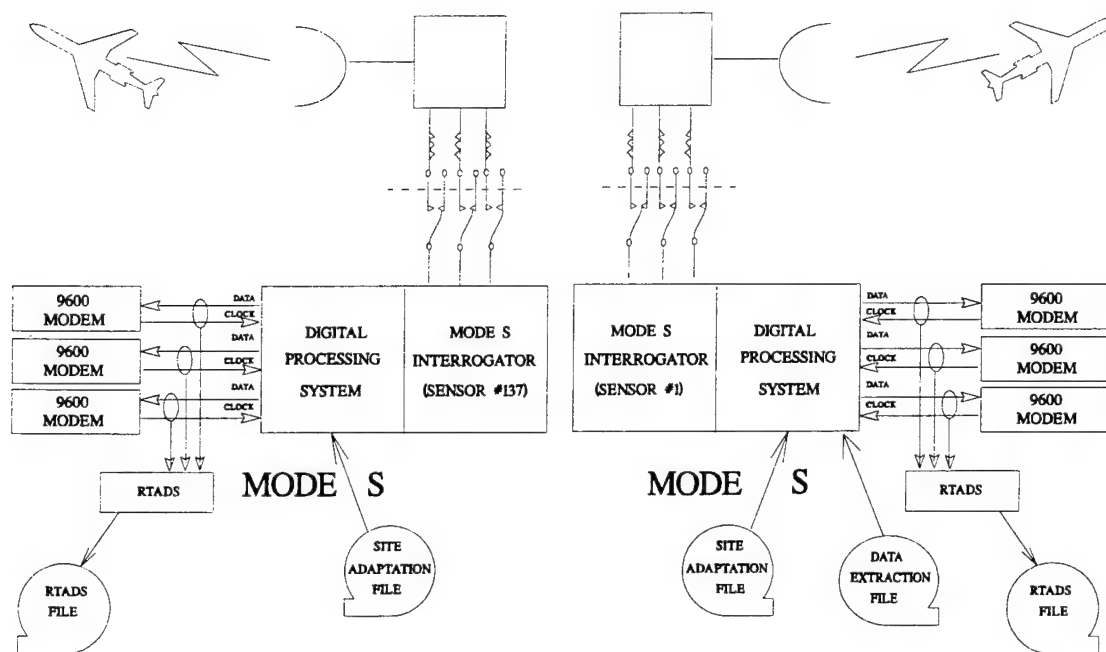 9600
MODEM
9600
MODEM
9600
MODEM
DATA
CLOCK
DATA
CLOCK
DATA
CLOCK
DIGITAL
PROCESSING
SYSTEM
MODE S
INTERROGATOR
(SENSOR #137)
MODE S
RTADS
RTADS
FILE
SITE
ADAPTATION
FILE
MODE S
INTERROGATOR
(SENSOR #1)
DIGITAL
PROCESSING
SYSTEM
DATA
CLOCK
DATA
CLOCK
DATA
CLOCK
9600
MODEM
9600
MODEM
9600
MODEM
MODE S
RTADS
SITE
ADAPTATION
FILE
DATA
EXTRACTION
FILE
RTADS
FILE